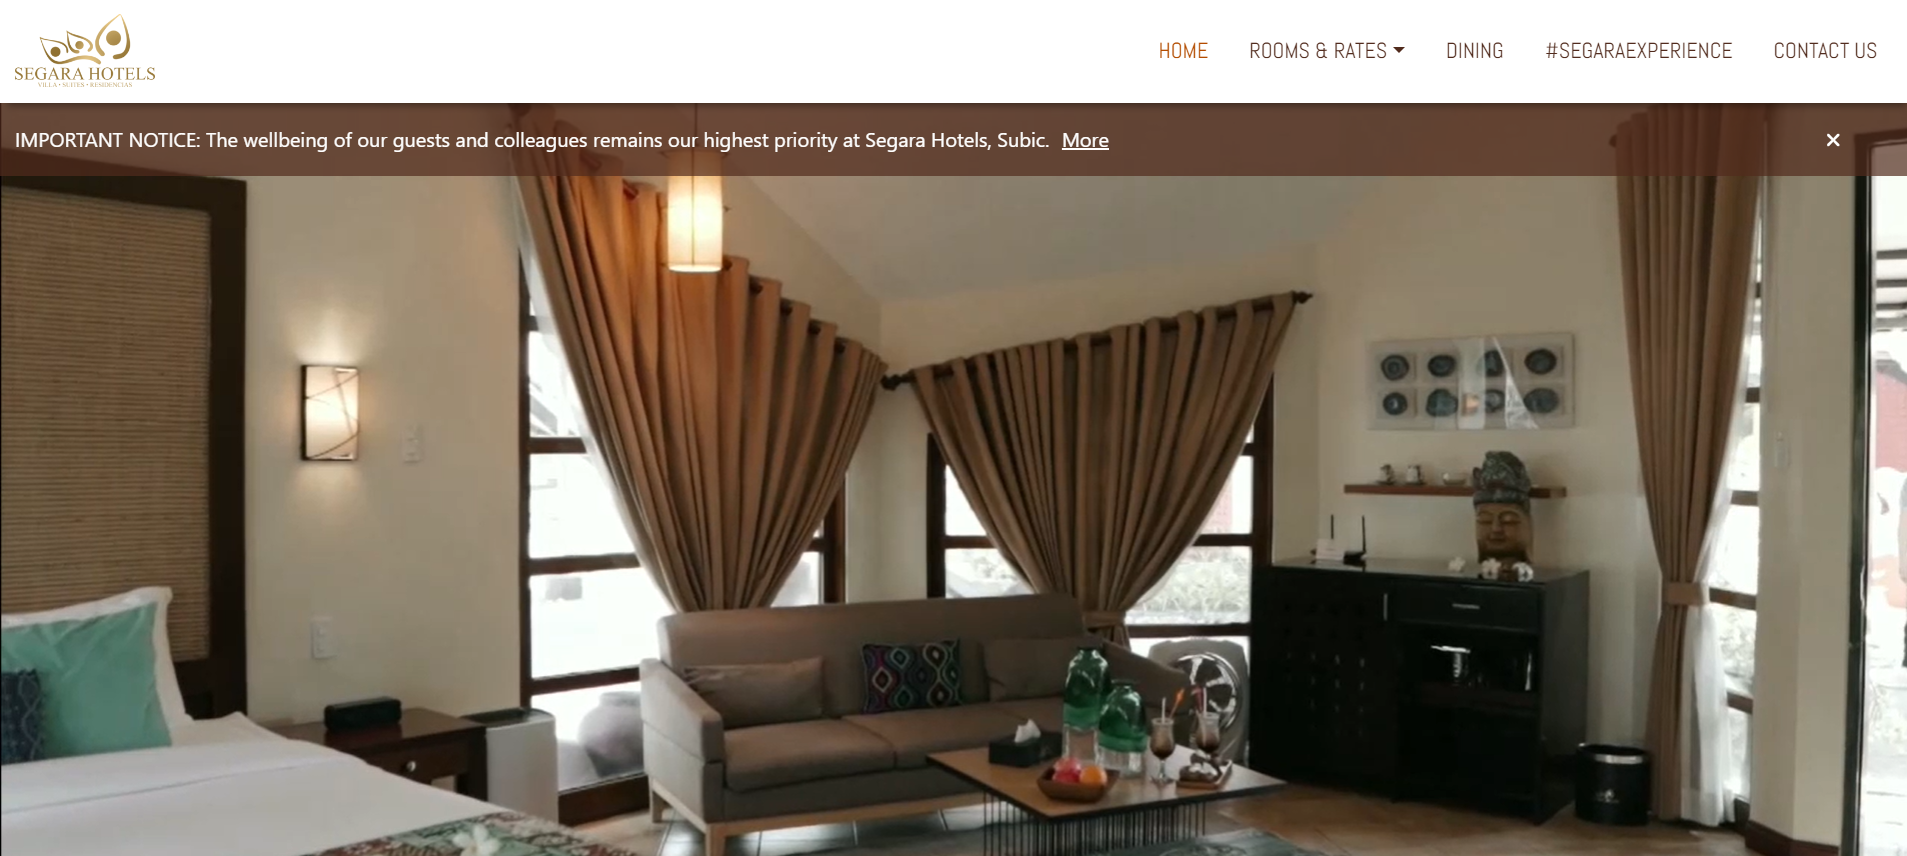 SEGARA HOTELS
VILLA • SUITES • RESIDENCIAS
HOME
ROOMS & RATES
DINING
#SEGARAEXPERIENCE
CONTACT US
IMPORTANT NOTICE: The wellbeing of our guests and colleagues remains our highest priority at Segara Hotels, Subic. More